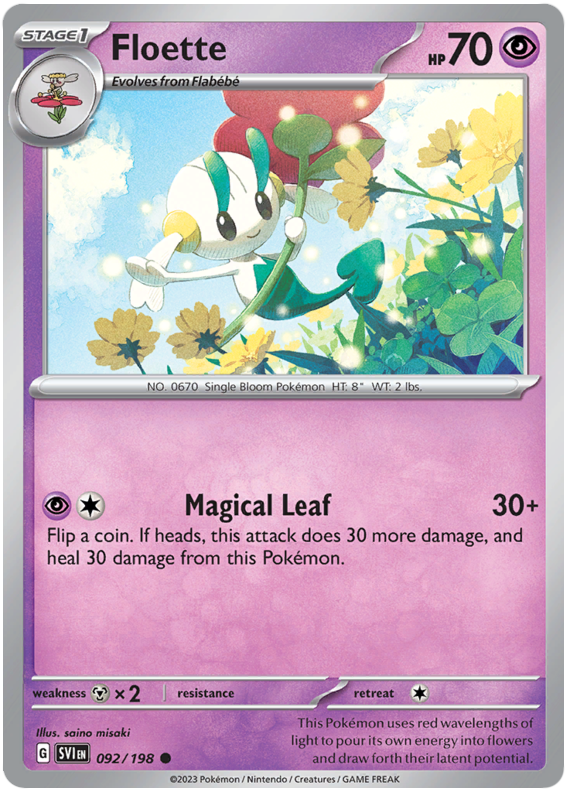 STAGE1
Floette
HP 70
Evolves from Flabébé
NO. 0670 Single Bloom Pokémon HT: 8" WT: 2 lbs.
Magical Leaf 30+
Flip a coin. If heads, this attack does 30 more damage, and
heal 30 damage from this Pokémon.
weakness ×2 resistance retreat
Illus. saino misaki
G SVI EN 092/198
This Pokémon uses red wavelengths of
light to pour its own energy into flowers
and draw forth their latent potential.
©2023 Pokémon / Nintendo / Creatures / GAME FREAK